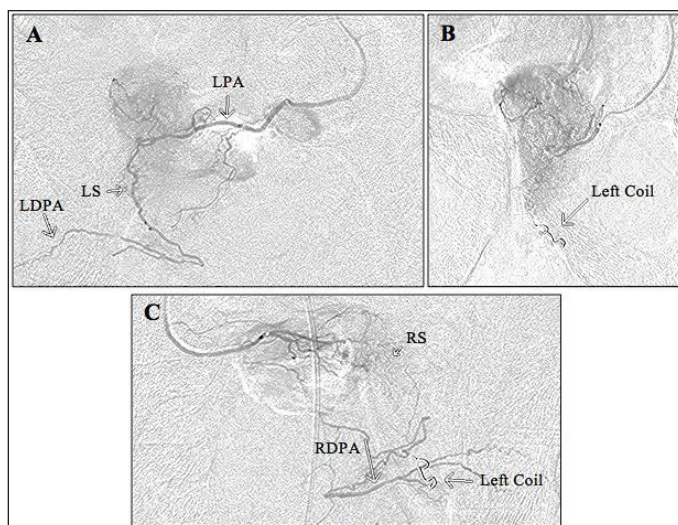 A
LPA
LS
LDPA
B
Left Coil
C
RS
RDPA
Left Coil